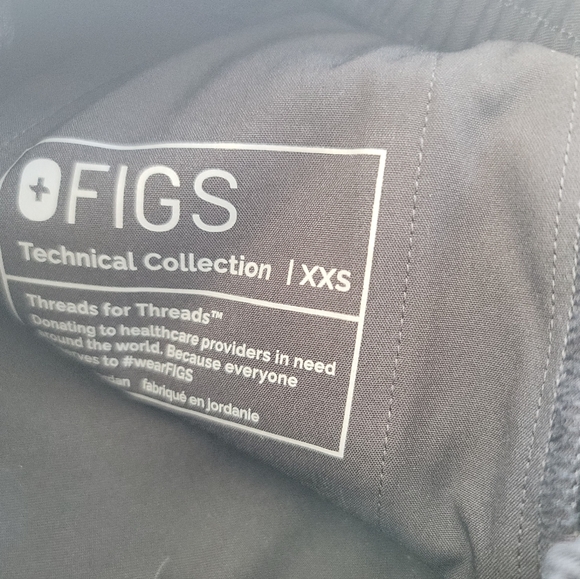 FIGS
Technical Collection | XXS
Threads for Threads™
Donating to healthcare providers in need
around the world. Because everyone
to #wearFIGS
fabriqué en Jordanie